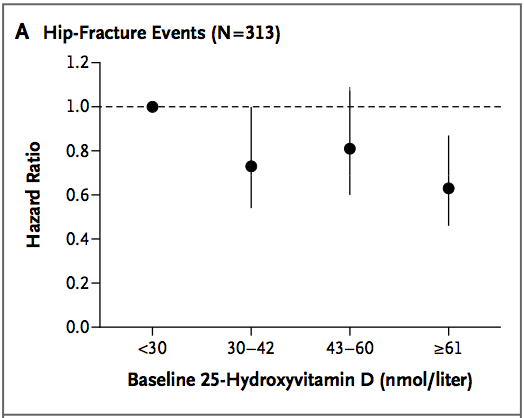 A Hip-Fracture Events (N=313)
1.2
1.0
0.8
0.6
0.4
0.2
0.0
Hazard Ratio
<30 30–42 43–60 ≥61
Baseline 25-Hydroxyvitamin D (nmol/liter)